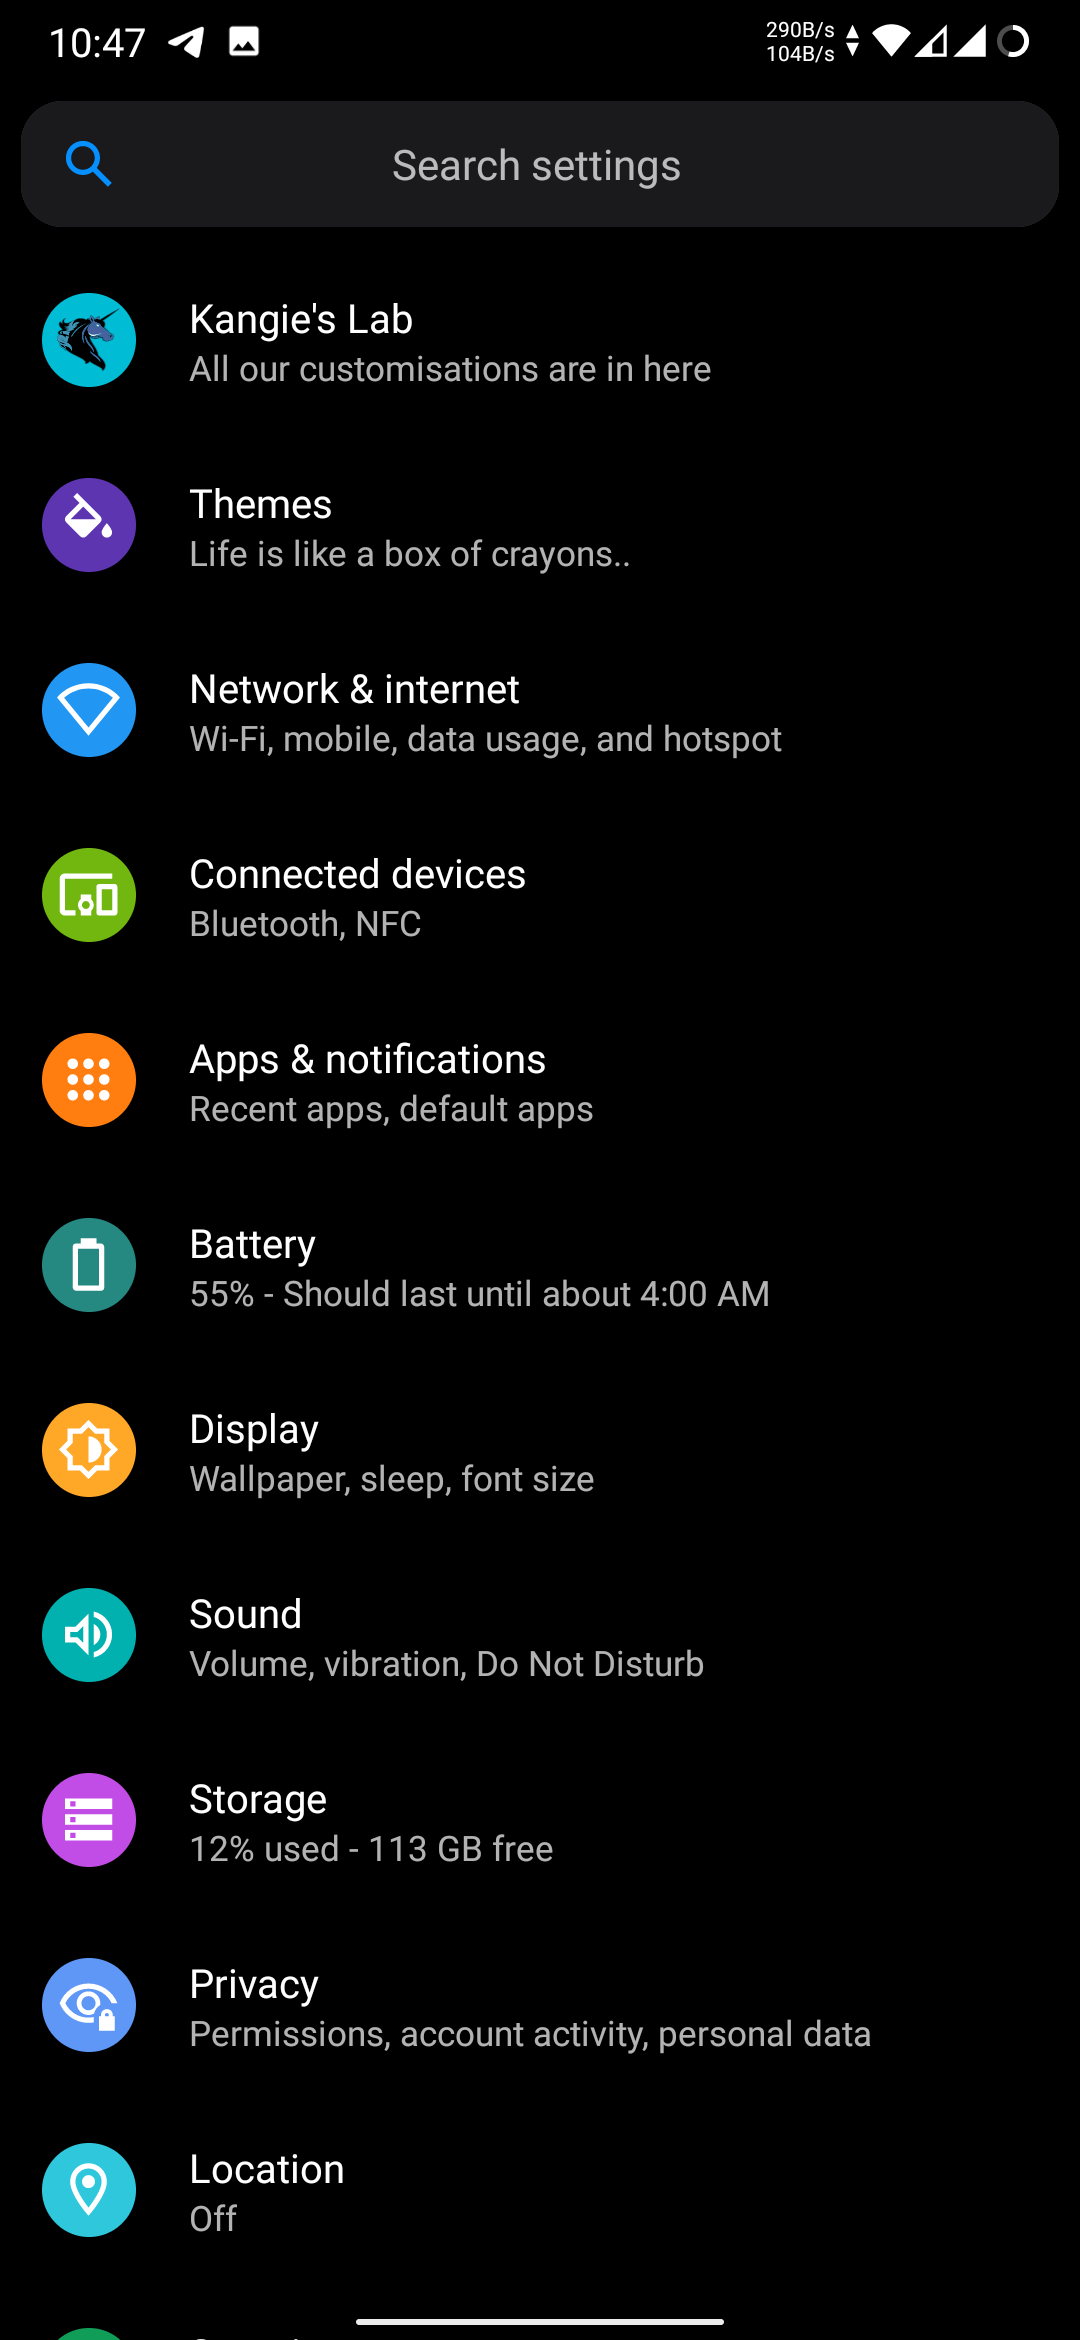 10:47
290B/s
104B/s
Search settings
Kangie's Lab
All our customisations are in here
Themes
Life is like a box of crayons..
Network & internet
Wi-Fi, mobile, data usage, and hotspot
Connected devices
Bluetooth, NFC
Apps & notifications
Recent apps, default apps
Battery
55% - Should last until about 4:00 AM
Display
Wallpaper, sleep, font size
Sound
Volume, vibration, Do Not Disturb
Storage
12% used - 113 GB free
Privacy
Permissions, account activity, personal data
Location
Off